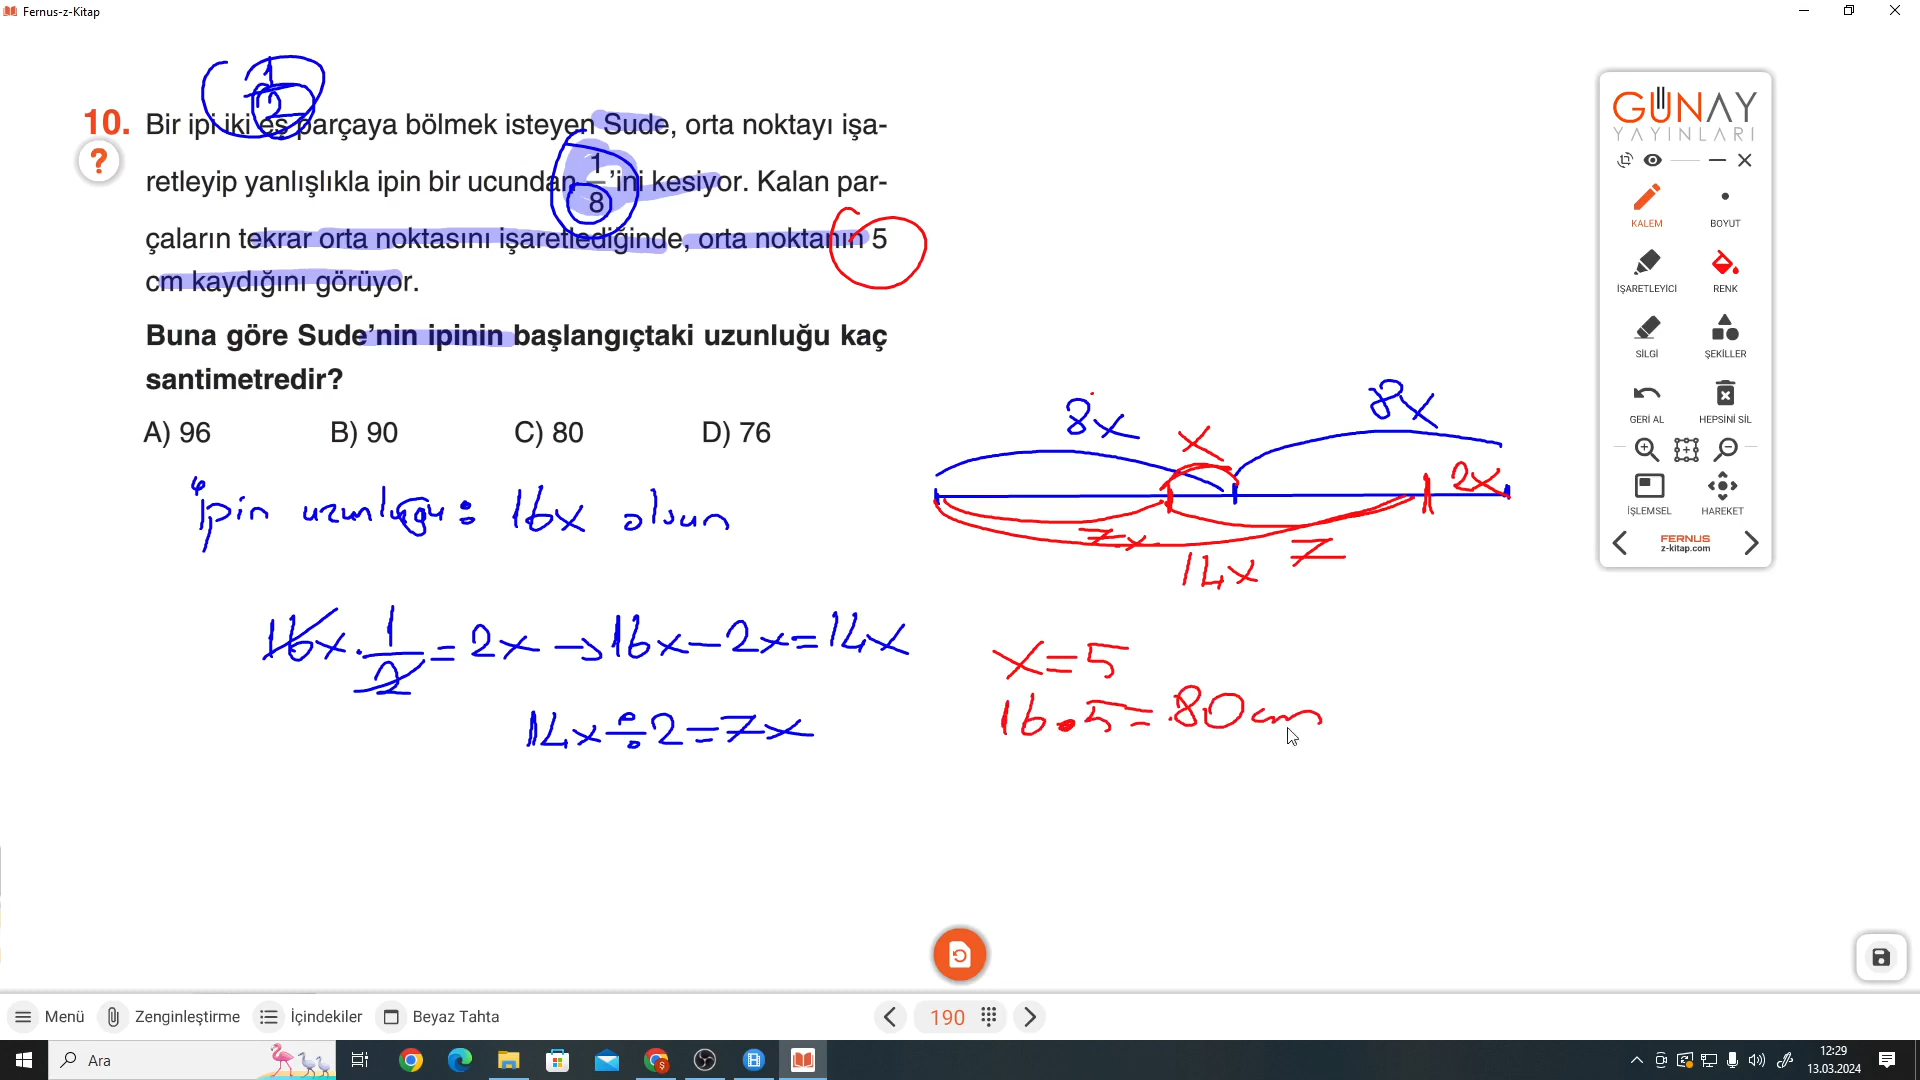 Fernus-z-Kitap
1
2
10. Bir ipi iki eş parçaya bölmek isteyen Sude, orta noktayı işa-
retleyip yanlışlıkla ipin bir ucundan 1/8 'ini kesiyor. Kalan par-
çaların tekrar orta noktasını işaretlediğinde, orta noktanın 5
cm kaydığını görüyor.
Buna göre Sude'nin ipinin başlangıçtaki uzunluğu kaç
santimetredir?
A) 96 B) 90 C) 80 D) 76
ipin uzunluğu : 16x olsun
16x . 1/2 = 2x → 16x - 2x = 14x
14x ÷ 2 = 7x
8x x 8x
2x
7x 14x 7
x = 5
16 . 5 = 80 cm
GÜNAY
YAYINLARI
KALEM BOYUT
İŞARETLEYİCİ RENK
SİLGİ ŞEKİLLER
GERİ AL HEPSİNİ SİL
İŞLEMSEL HAREKET
FERNUS
z-kitap.com
Menü Zenginleştirme İçindekiler Beyaz Tahta 190
Ara
12:29
13.03.2024